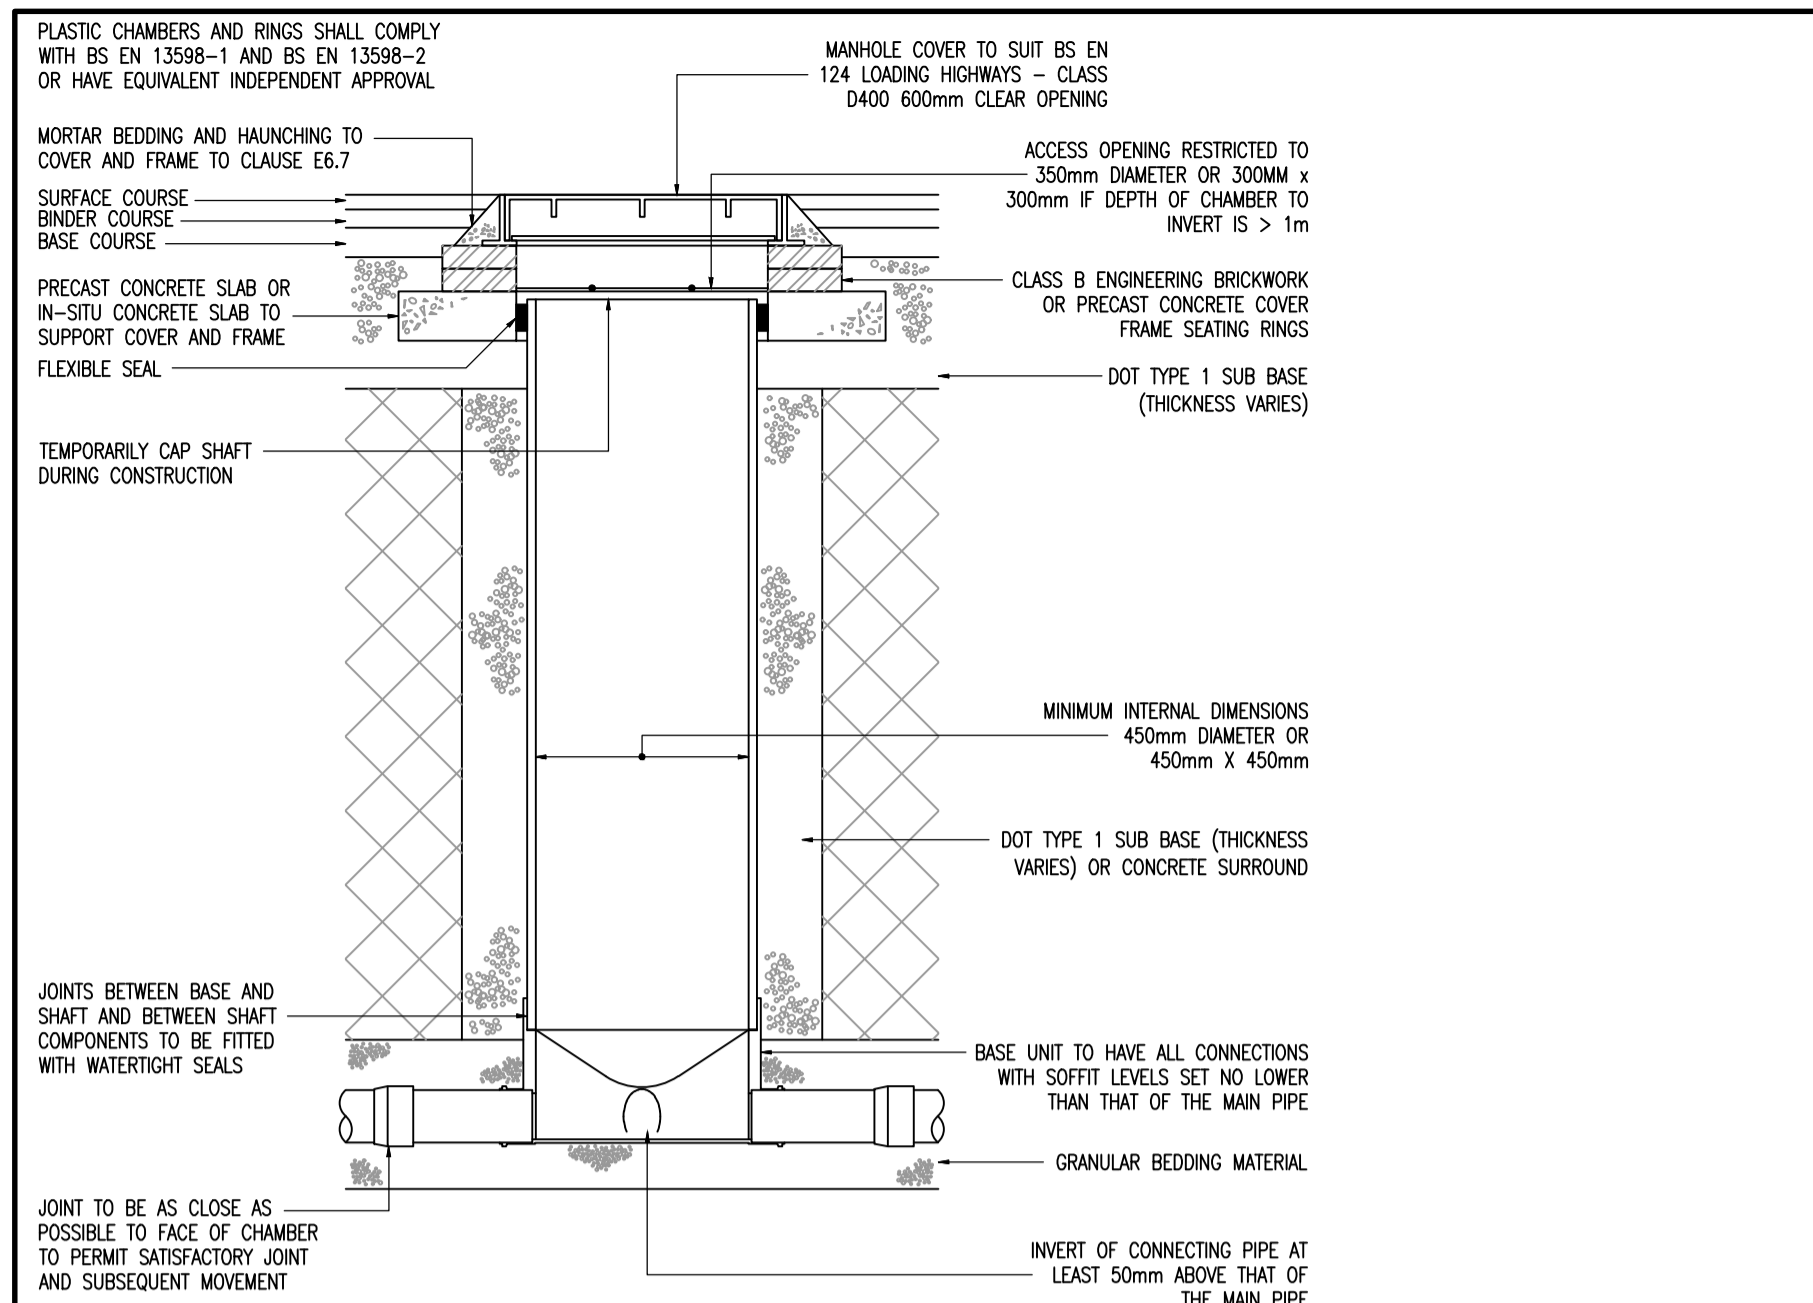 PLASTIC CHAMBERS AND RINGS SHALL COMPLY
WITH BS EN 13598-1 AND BS EN 13598-2
OR HAVE EQUIVALENT INDEPENDENT APPROVAL
MANHOLE COVER TO SUIT BS EN
124 LOADING HIGHWAYS - CLASS
D400 600mm CLEAR OPENING
MORTAR BEDDING AND HAUNCHING TO
COVER AND FRAME TO CLAUSE E6.7
ACCESS OPENING RESTRICTED TO
350mm DIAMETER OR 300MM x
300mm IF DEPTH OF CHAMBER TO
INVERT IS > 1m
SURFACE COURSE
BINDER COURSE
BASE COURSE
PRECAST CONCRETE SLAB OR
IN-SITU CONCRETE SLAB TO
SUPPORT COVER AND FRAME
CLASS B ENGINEERING BRICKWORK
OR PRECAST CONCRETE COVER
FRAME SEATING RINGS
FLEXIBLE SEAL
DOT TYPE 1 SUB BASE
(THICKNESS VARIES)
TEMPORARILY CAP SHAFT
DURING CONSTRUCTION
MINIMUM INTERNAL DIMENSIONS
450mm DIAMETER OR
450mm X 450mm
DOT TYPE 1 SUB BASE (THICKNESS
VARIES) OR CONCRETE SURROUND
JOINTS BETWEEN BASE AND
SHAFT AND BETWEEN SHAFT
COMPONENTS TO BE FITTED
WITH WATERTIGHT SEALS
BASE UNIT TO HAVE ALL CONNECTIONS
WITH SOFFIT LEVELS SET NO LOWER
THAN THAT OF THE MAIN PIPE
GRANULAR BEDDING MATERIAL
JOINT TO BE AS CLOSE AS
POSSIBLE TO FACE OF CHAMBER
TO PERMIT SATISFACTORY JOINT
AND SUBSEQUENT MOVEMENT
INVERT OF CONNECTING PIPE AT
LEAST 50mm ABOVE THAT OF
THE MAIN PIPE